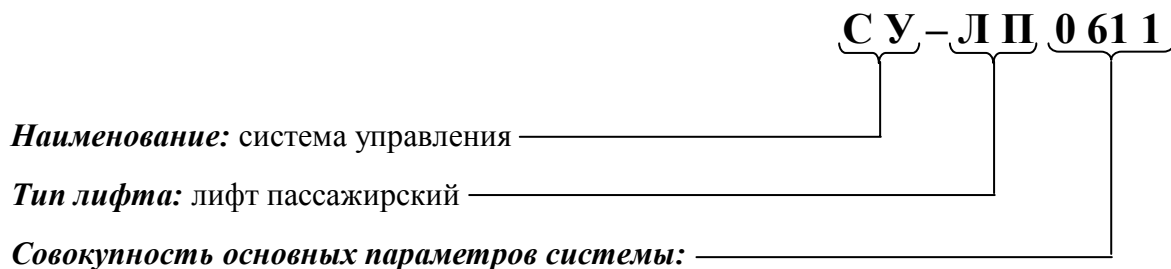 С У – Л П 0 61 1
Наименование: система управления
Тип лифта: лифт пассажирский
Совокупность основных параметров системы: